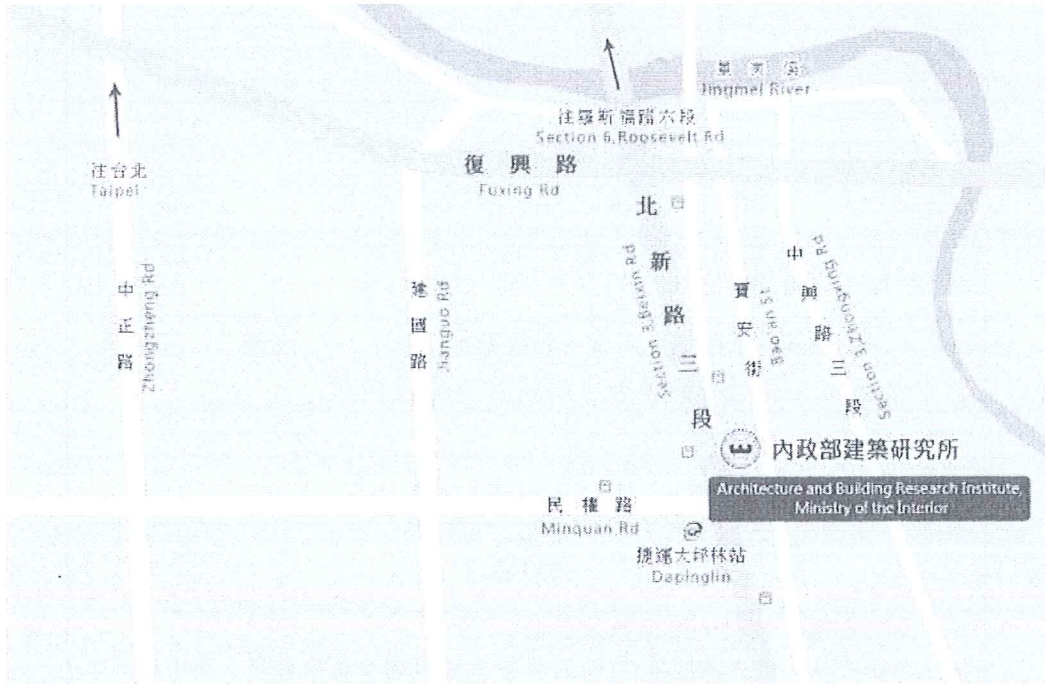 景美溪
Jingmei River
往羅斯福路六段
Section 6,Roosevelt Rd
往台北
Taipei
復興路
Fuxing Rd
北新路三段
Section 3,Beixin Rd
中正路
Zhongzheng Rd
建國路
Jianguo Rd
寶安街
Bao'an St
中興路三段
Section 3,Zhongxing Rd
內政部建築研究所
Architecture and Building Research Institute,
Ministry of the Interior
民權路
Minquan Rd
捷運大坪林站
Dapinglin